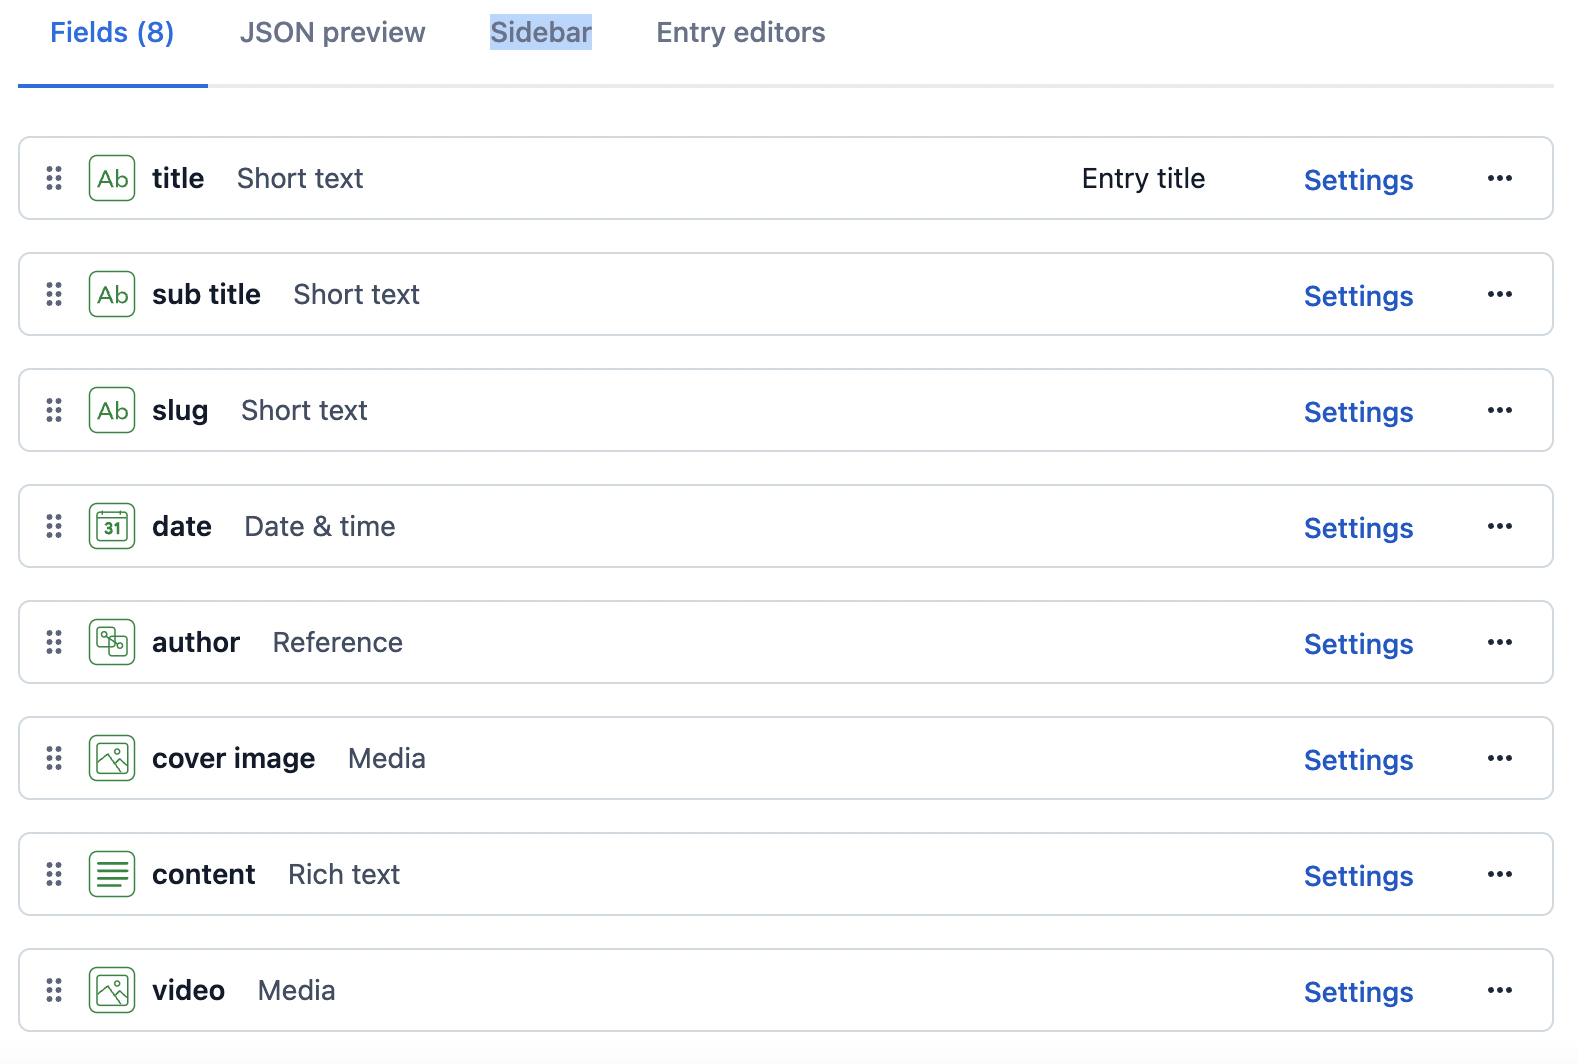 Fields (8) JSON preview Sidebar Entry editors
Ab title Short text Entry title Settings
Ab sub title Short text Settings
Ab slug Short text Settings
31 date Date & time Settings
author Reference Settings
cover image Media Settings
content Rich text Settings
video Media Settings